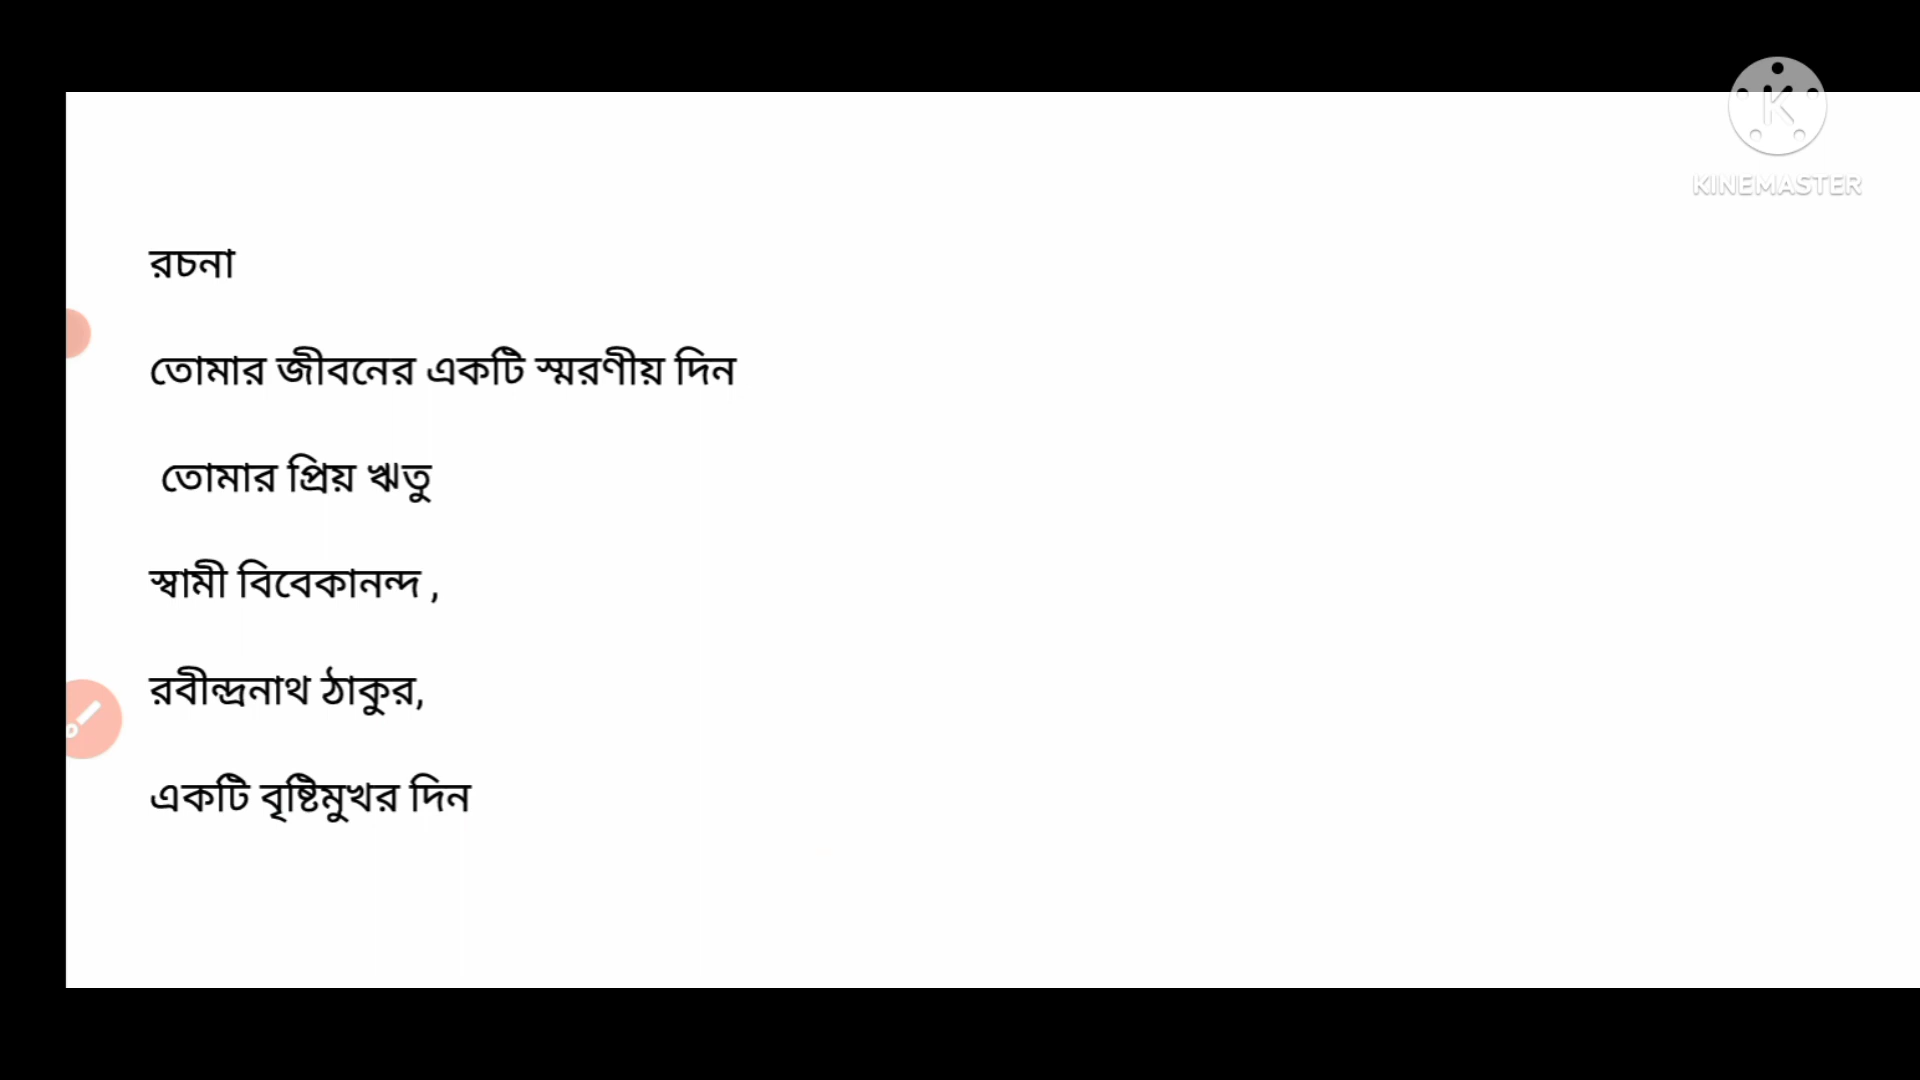 রচনা
তোমার জীবনের একটি স্মরণীয় দিন
তোমার প্রিয় ঋতু
স্বামী বিবেকানন্দ ,
রবীন্দ্রনাথ ঠাকুর,
একটি বৃষ্টিমুখর দিন
K
KINEMASTER